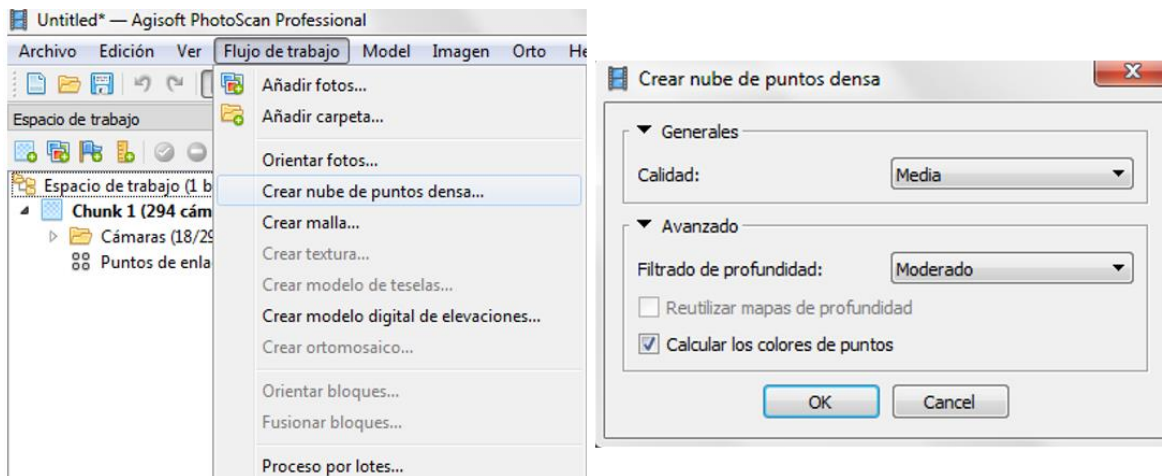 Untitled* — Agisoft PhotoScan Professional
Archivo Edición Ver Flujo de trabajo Model Imagen Orto He
Añadir fotos...
Añadir carpeta...
Espacio de trabajo
Orientar fotos...
Espacio de trabajo (1 b
Crear nube de puntos densa...
Chunk 1 (294 cám
Crear malla...
Cámaras (18/29
Crear textura...
Puntos de enla
Crear modelo de teselas...
Crear modelo digital de elevaciones...
Crear ortomosaico...
Orientar bloques...
Fusionar bloques...
Proceso por lotes...
Crear nube de puntos densa
Generales
Calidad: Media
Avanzado
Filtrado de profundidad: Moderado
Reutilizar mapas de profundidad
Calcular los colores de puntos
OK Cancel